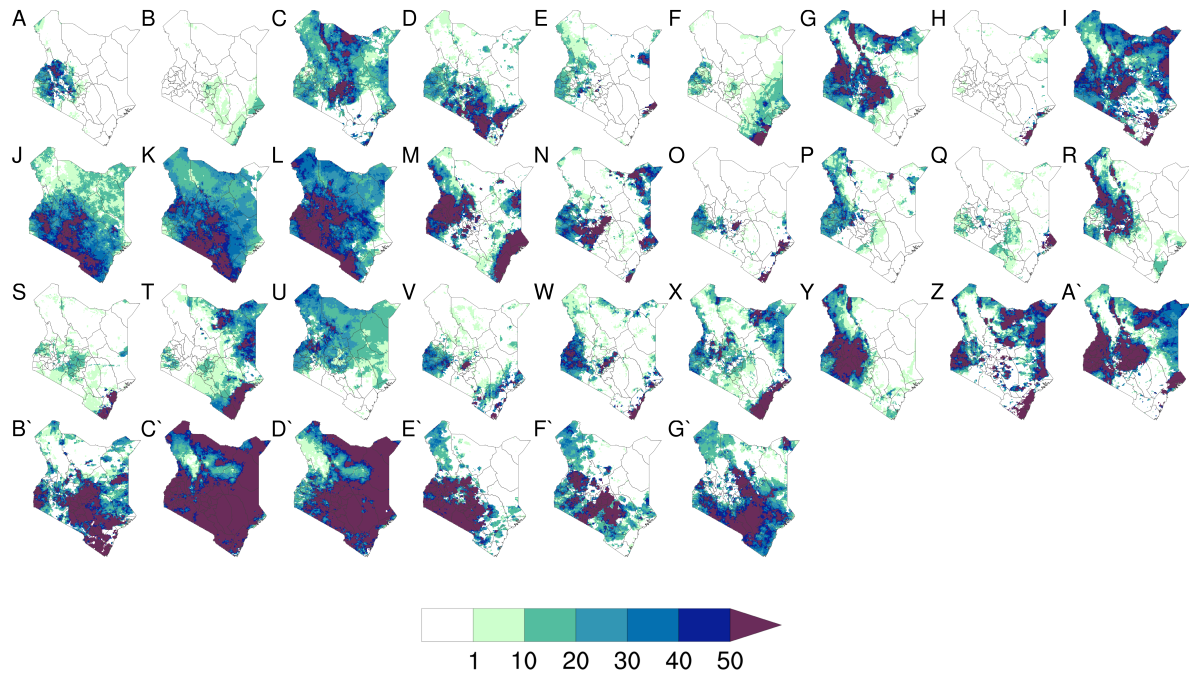 A B C D E F G H I
J K L M N O P Q R
S T U V W X Y Z A`
B` C` D` E` F` G`
1 10 20 30 40 50